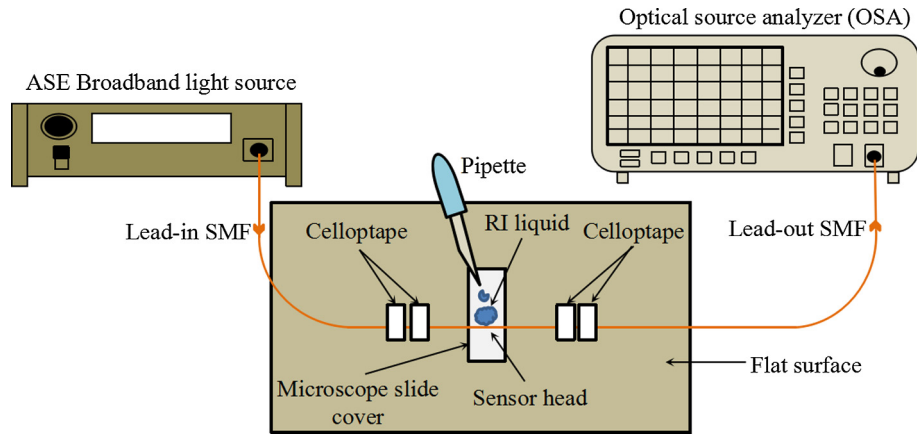 Optical source analyzer (OSA)
ASE Broadband light source
Pipette
Lead-in SMF
Celloptape
RI liquid
Celloptape
Lead-out SMF
Flat surface
Microscope slide
cover
Sensor head